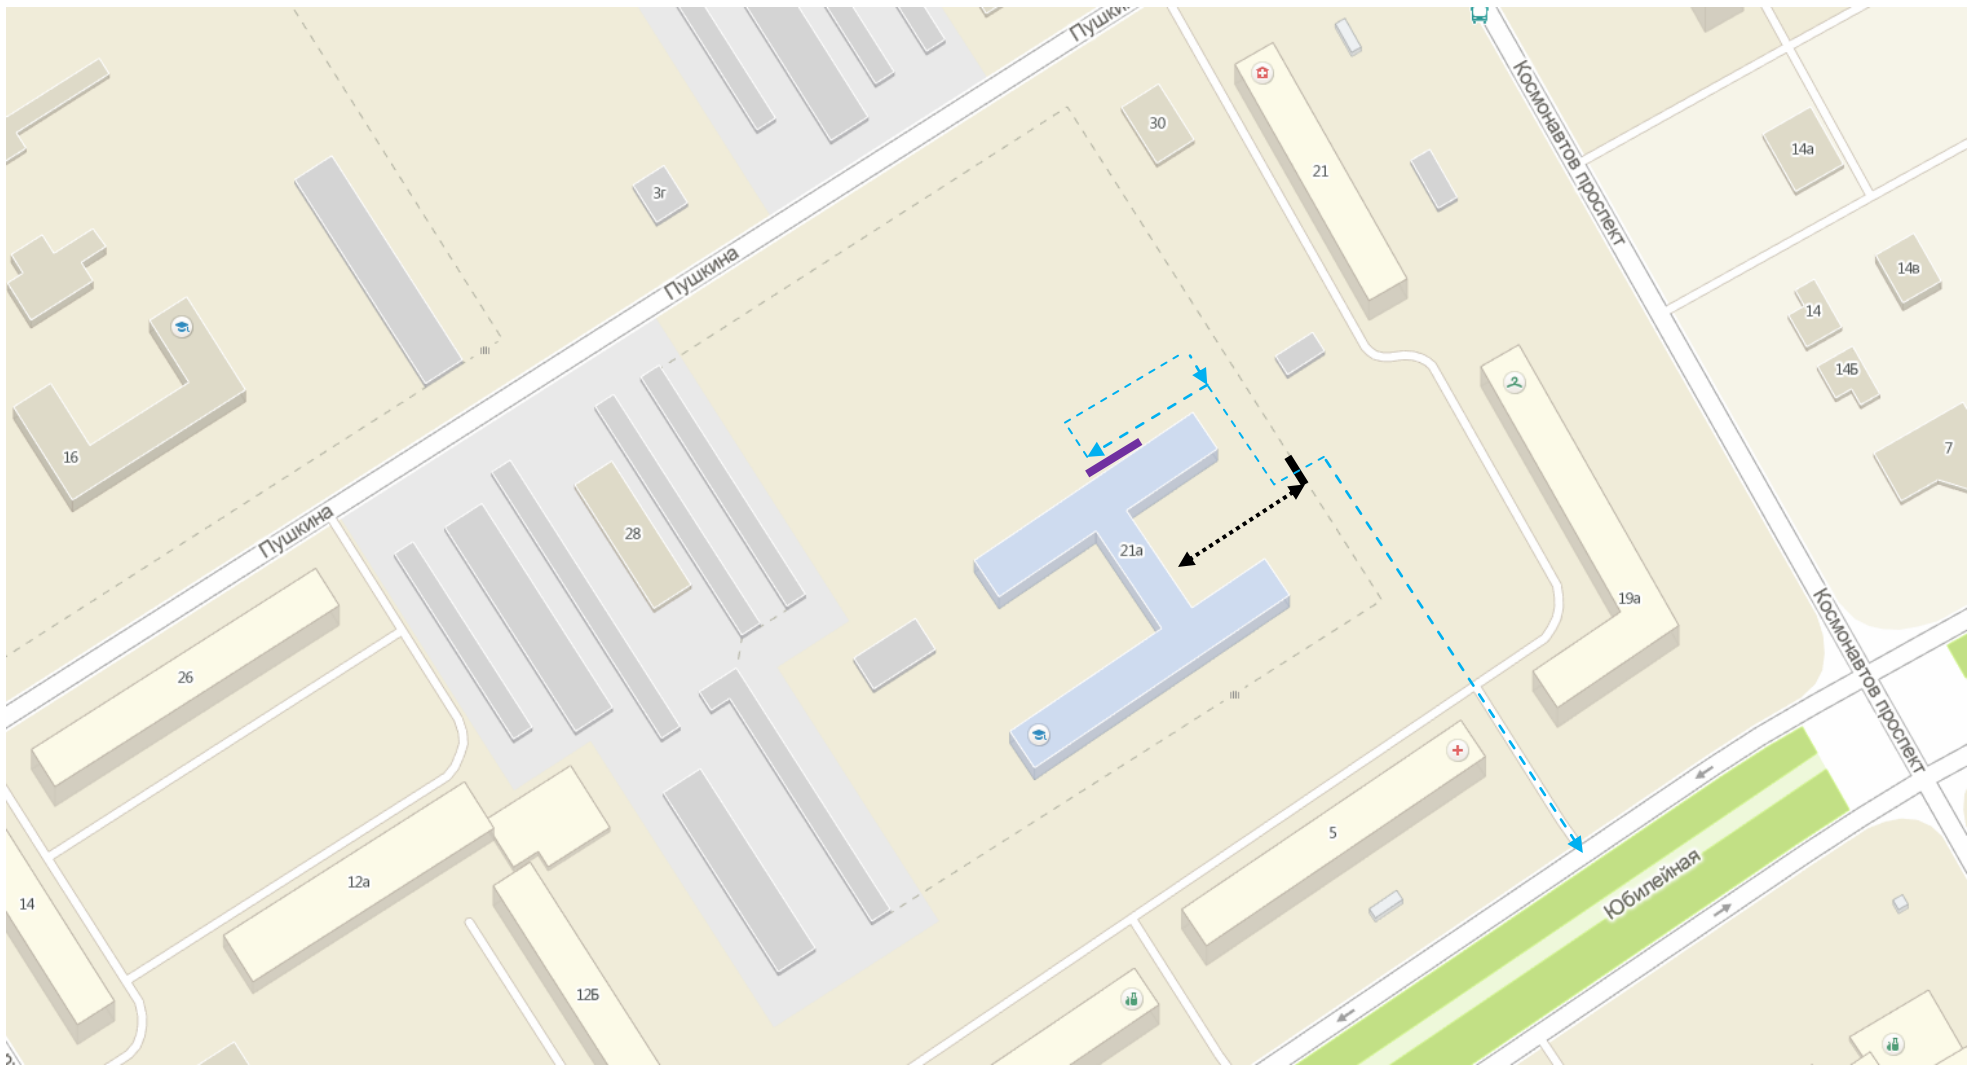 Пушкина
30
21
Космонавтов проспект
14а
3г
Пушкина
14в
14
14Б
7
16
28
21а
Пушкина
19а
26
Космонавтов проспект
5
12а
14
Юбилейная
12Б